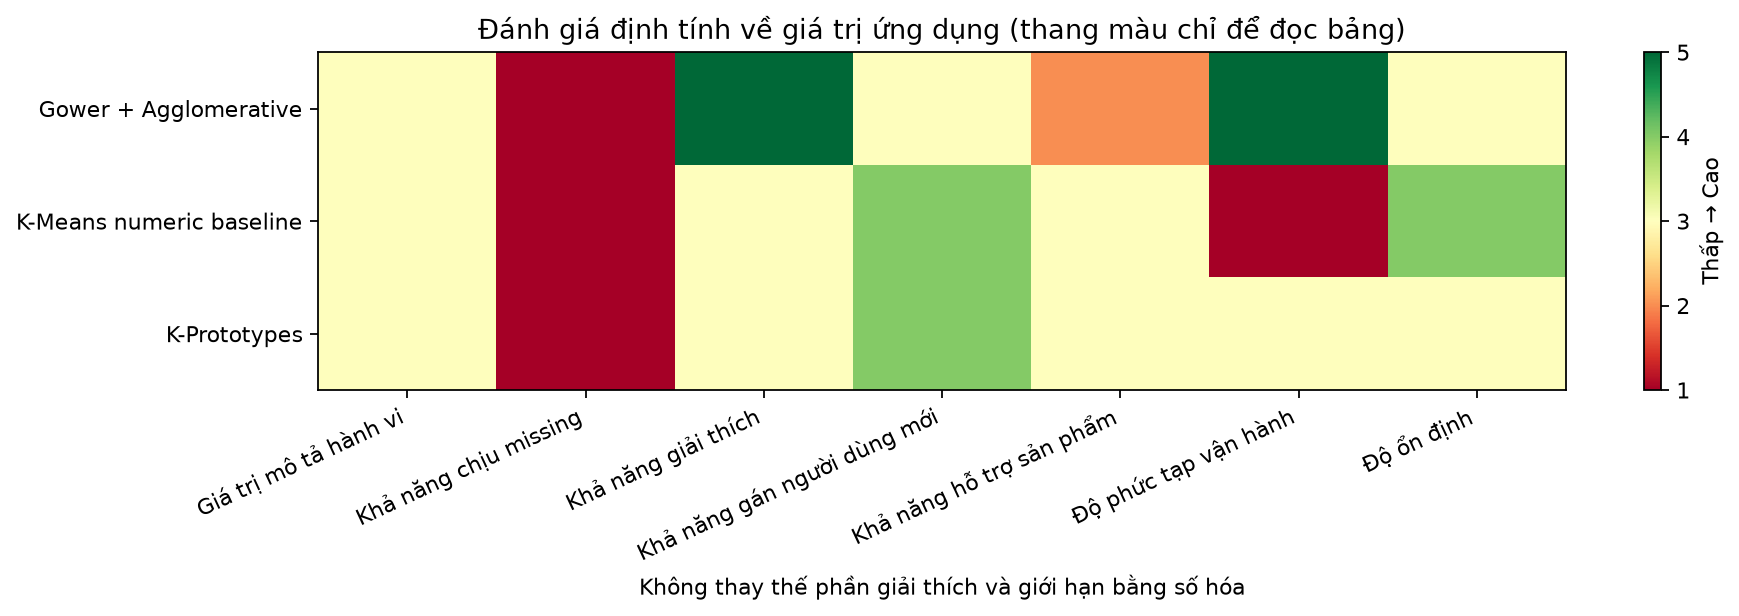 Đánh giá định tính về giá trị ứng dụng (thang màu chỉ để đọc bảng)
Gower + Agglomerative
K-Means numeric baseline
K-Prototypes
Giá trị mô tả hành vi
Khả năng chịu missing
Khả năng giải thích
Khả năng gán người dùng mới
Khả năng hỗ trợ sản phẩm
Độ phức tạp vận hành
Độ ổn định
Không thay thế phần giải thích và giới hạn bằng số hóa
5
4
3
2
1
Thấp → Cao